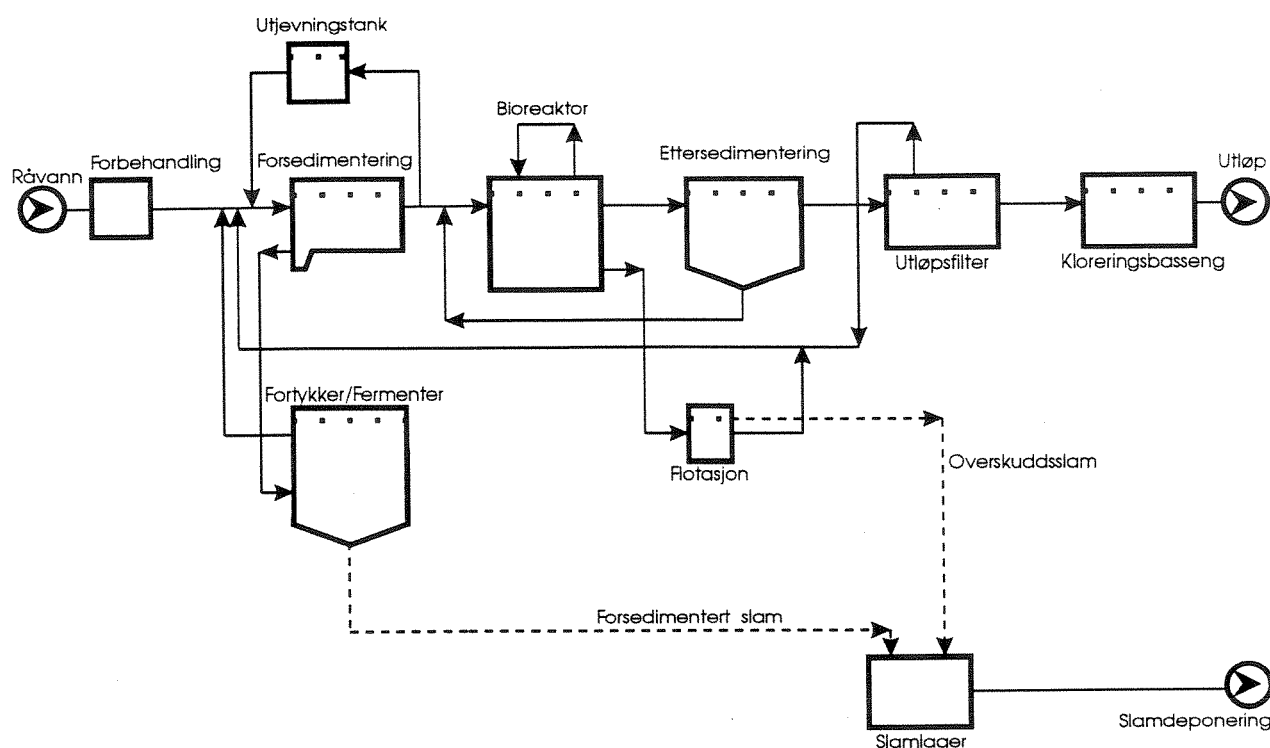 Utjevningstank
Bioreaktor
Forbehandling
Forsedimentering
Ettersedimentering
Utløp
Råvann
Utløpsfilter
Kloreringsbasseng
Fortykker/Fermenter
Flotasjon
Overskuddsslam
Forsedimentert slam
Slamdeponering
Slamlager